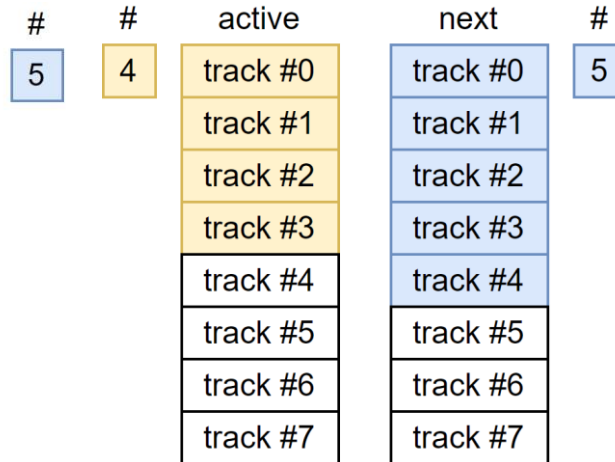 # # active next #
5 4 track #0 track #0 5
track #1 track #1
track #2 track #2
track #3 track #3
track #4 track #4
track #5 track #5
track #6 track #6
track #7 track #7